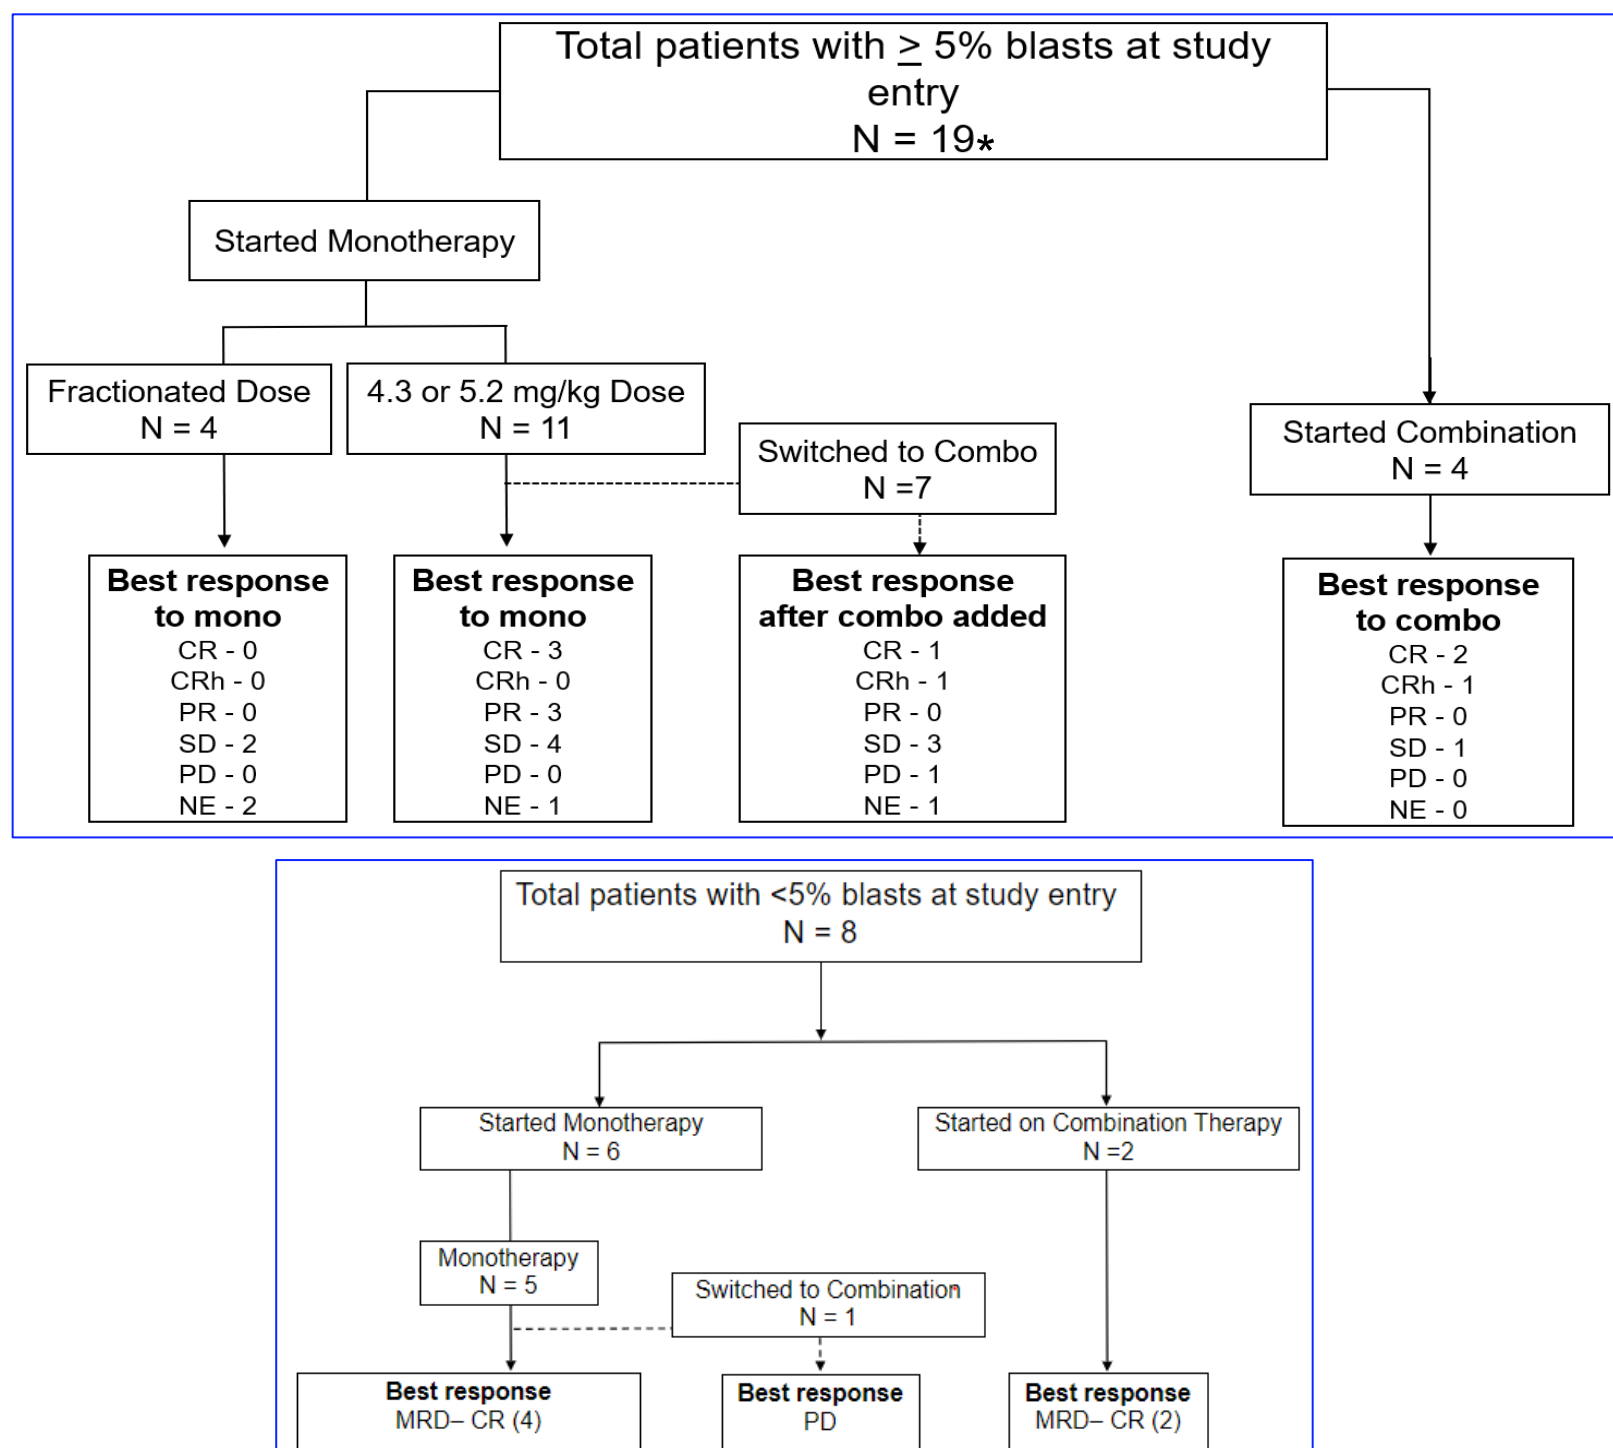 Total patients with ≥ 5% blasts at study
entry
N = 19*
Started Monotherapy
Fractionated Dose
N = 4
4.3 or 5.2 mg/kg Dose
N = 11
Switched to Combo
N =7
Started Combination
N = 4
Best response
to mono
CR - 0
CRh - 0
PR - 0
SD - 2
PD - 0
NE - 2
Best response
to mono
CR - 3
CRh - 0
PR - 3
SD - 4
PD - 0
NE - 1
Best response
after combo added
CR - 1
CRh - 1
PR - 0
SD - 3
PD - 1
NE - 1
Best response
to combo
CR - 2
CRh - 1
PR - 0
SD - 1
PD - 0
NE - 0
Total patients with <5% blasts at study entry
N = 8
Started Monotherapy
N = 6
Started on Combination Therapy
N =2
Monotherapy
N = 5
Switched to Combination
N = 1
Best response
MRD– CR (4)
Best response
PD
Best response
MRD– CR (2)